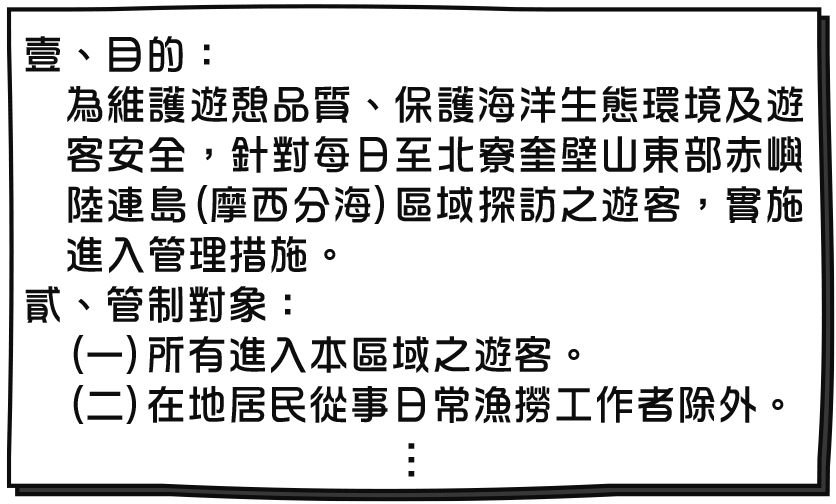 壹、目的：
為維護遊憩品質、保護海洋生態環境及遊
客安全，針對每日至北寮奎壁山東部赤嶼
陸連島(摩西分海)區域探訪之遊客，實施
進入管理措施。
貳、管制對象：
(一)所有進入本區域之遊客。
(二)在地居民從事日常漁撈工作者除外。
⋮